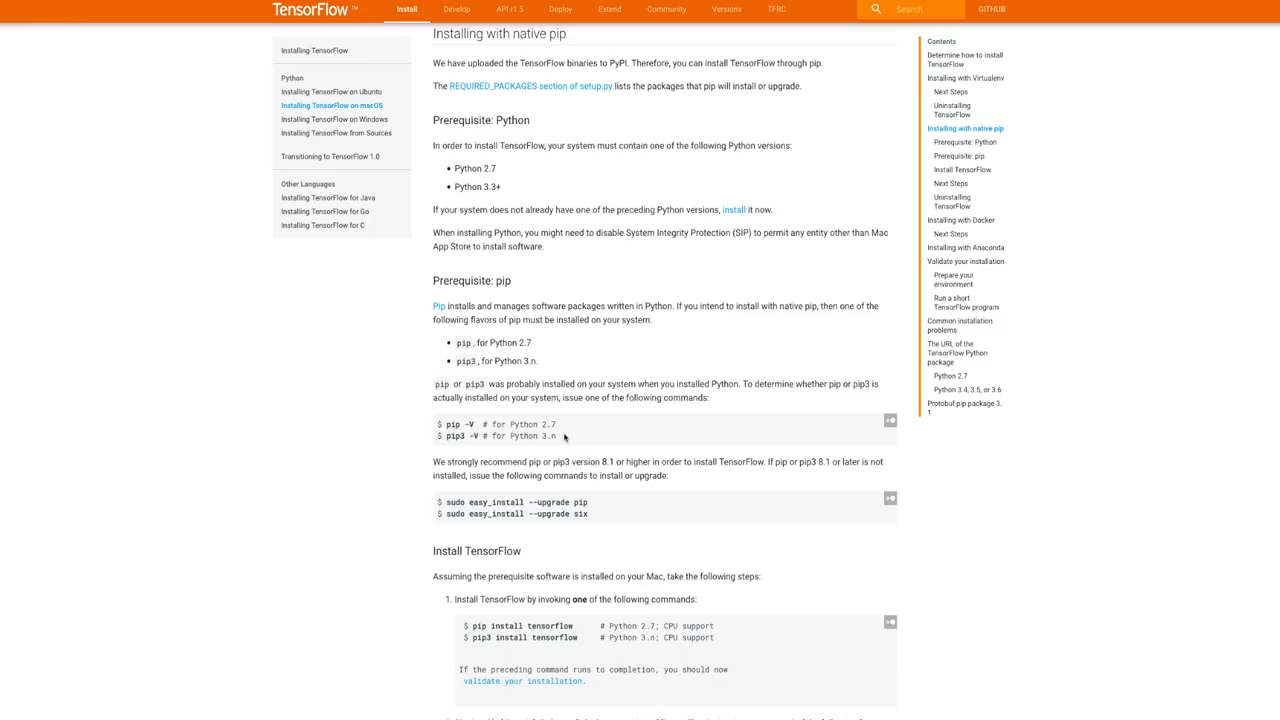 TensorFlow ™
Install
Develop
API r1.5
Deploy
Extend
Community
Versions
TFRC
Search
GITHUB
Installing TensorFlow
Python
Installing TensorFlow on Ubuntu
Installing TensorFlow on macOS
Installing TensorFlow on Windows
Installing TensorFlow from Sources
Transitioning to TensorFlow 1.0
Other Languages
Installing TensorFlow for Java
Installing TensorFlow for Go
Installing TensorFlow for C
Installing with native pip
We have uploaded the TensorFlow binaries to PyPI. Therefore, you can install TensorFlow through pip.
The REQUIRED_PACKAGES section of setup.py lists the packages that pip will install or upgrade.
Prerequisite: Python
In order to install TensorFlow, your system must contain one of the following Python versions:
• Python 2.7
• Python 3.3+
If your system does not already have one of the preceding Python versions, install it now.
When installing Python, you might need to disable System Integrity Protection (SIP) to permit any entity other than Mac
App Store to install software.
Prerequisite: pip
Pip installs and manages software packages written in Python. If you intend to install with native pip, then one of the
following flavors of pip must be installed on your system:
• pip, for Python 2.7
• pip3, for Python 3.n.
pip or pip3 was probably installed on your system when you installed Python. To determine whether pip or pip3 is
actually installed on your system, issue one of the following commands:
$ pip -V # for Python 2.7
$ pip3 -V # for Python 3.n
We strongly recommend pip or pip3 version 8.1 or higher in order to install TensorFlow. If pip or pip3 8.1 or later is not
installed, issue the following commands to install or upgrade:
$ sudo easy_install --upgrade pip
$ sudo easy_install --upgrade six
Install TensorFlow
Assuming the prerequisite software is installed on your Mac, take the following steps:
1. Install TensorFlow by invoking one of the following commands:
$ pip install tensorflow # Python 2.7; CPU support
$ pip3 install tensorflow # Python 3.n; CPU support
If the preceding command runs to completion, you should now
validate your installation.
Contents
Determine how to install
TensorFlow
Installing with Virtualenv
Next Steps
Uninstalling
TensorFlow
Installing with native pip
Prerequisite: Python
Prerequisite: pip
Install TensorFlow
Next Steps
Uninstalling
TensorFlow
Installing with Docker
Next Steps
Installing with Anaconda
Validate your installation
Prepare your
environment
Run a short
TensorFlow program
Common installation
problems
The URL of the
TensorFlow Python
package
Python 2.7
Python 3.4, 3.5, or 3.6
Protobuf pip package 3.
1